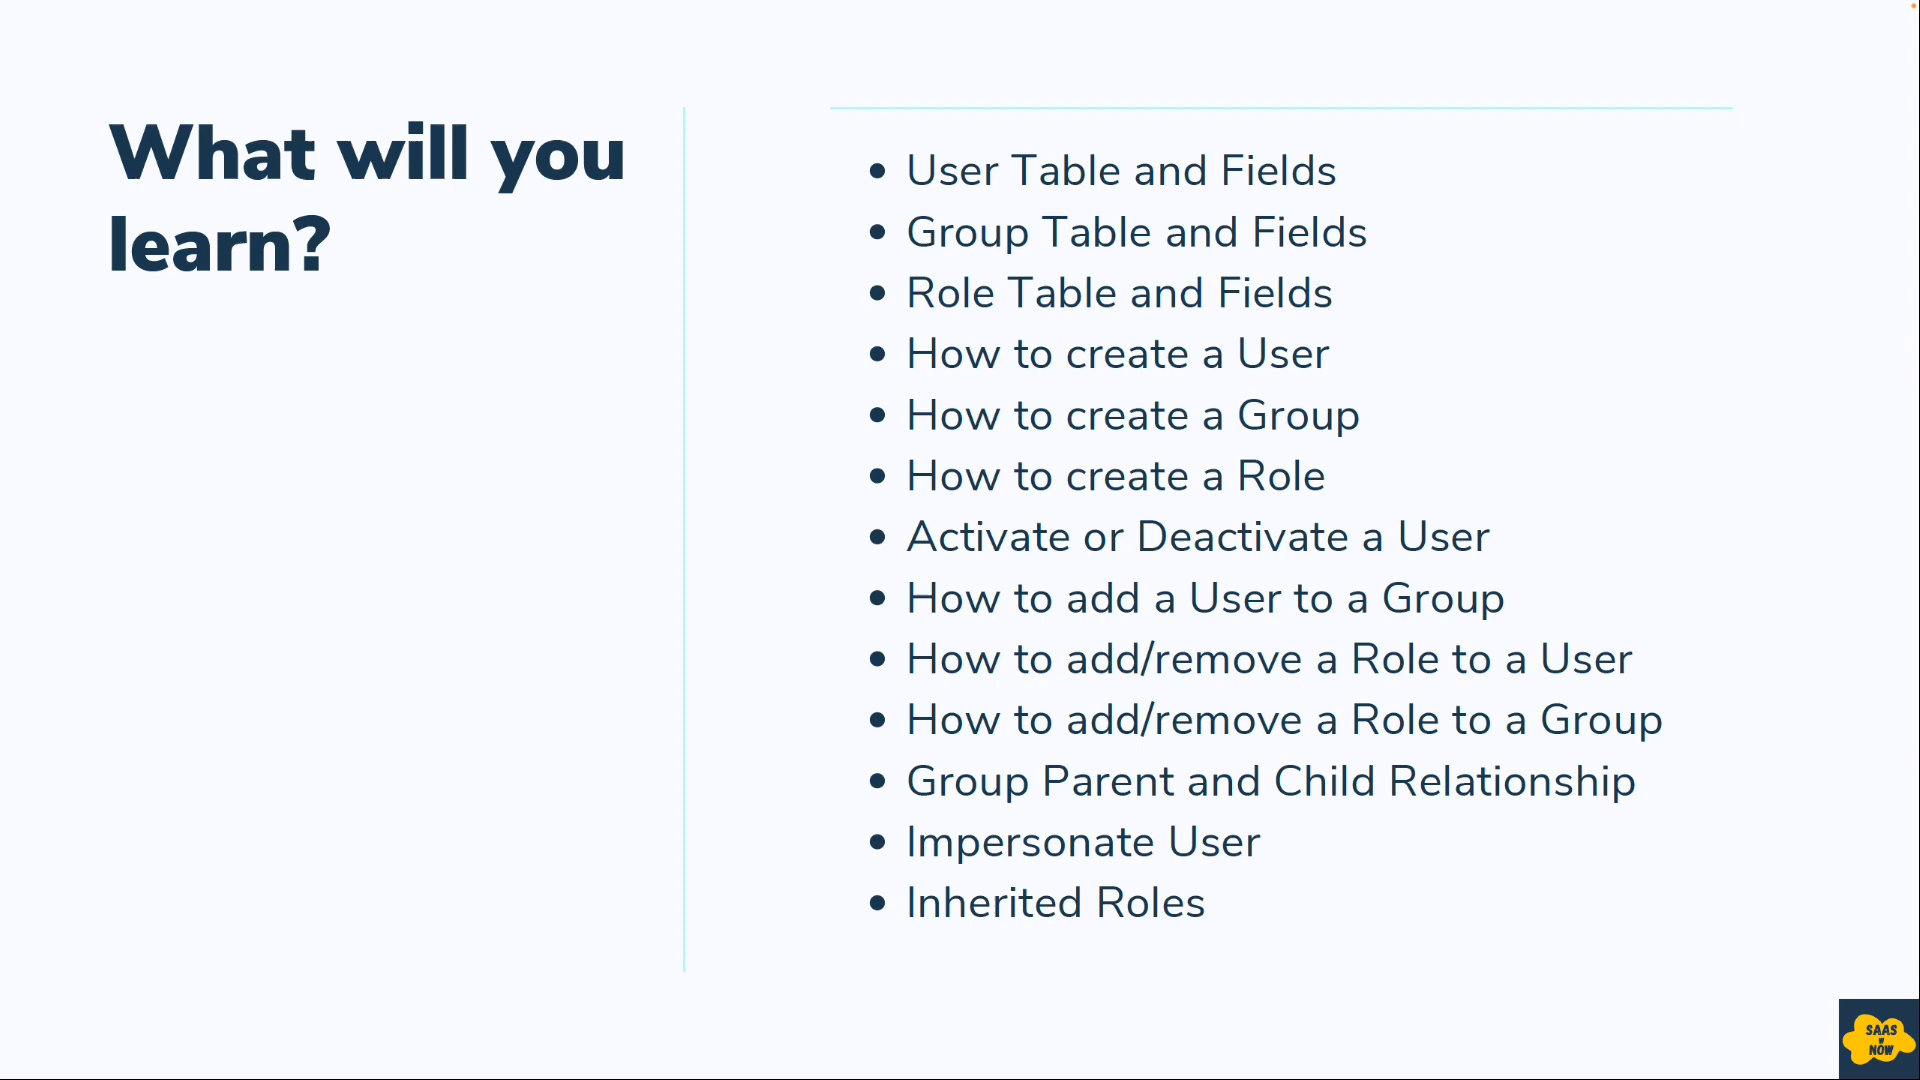 What will you
learn?
• User Table and Fields
• Group Table and Fields
• Role Table and Fields
• How to create a User
• How to create a Group
• How to create a Role
• Activate or Deactivate a User
• How to add a User to a Group
• How to add/remove a Role to a User
• How to add/remove a Role to a Group
• Group Parent and Child Relationship
• Impersonate User
• Inherited Roles
SAAS
W
NOW